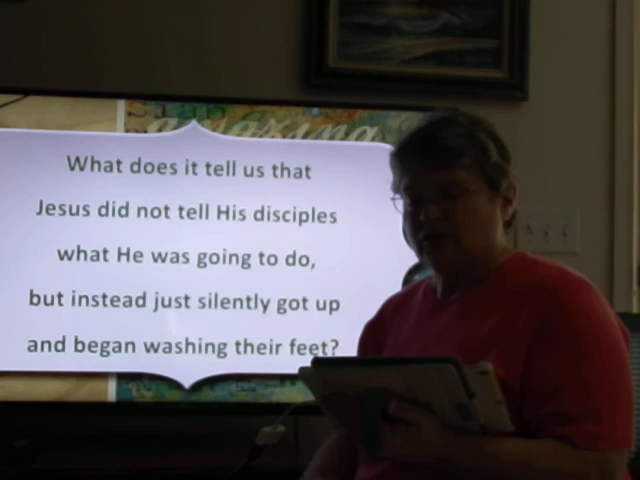 amazing
What does it tell us that
Jesus did not tell His disciples
what He was going to do,
but instead just silently got up
and began washing their feet?